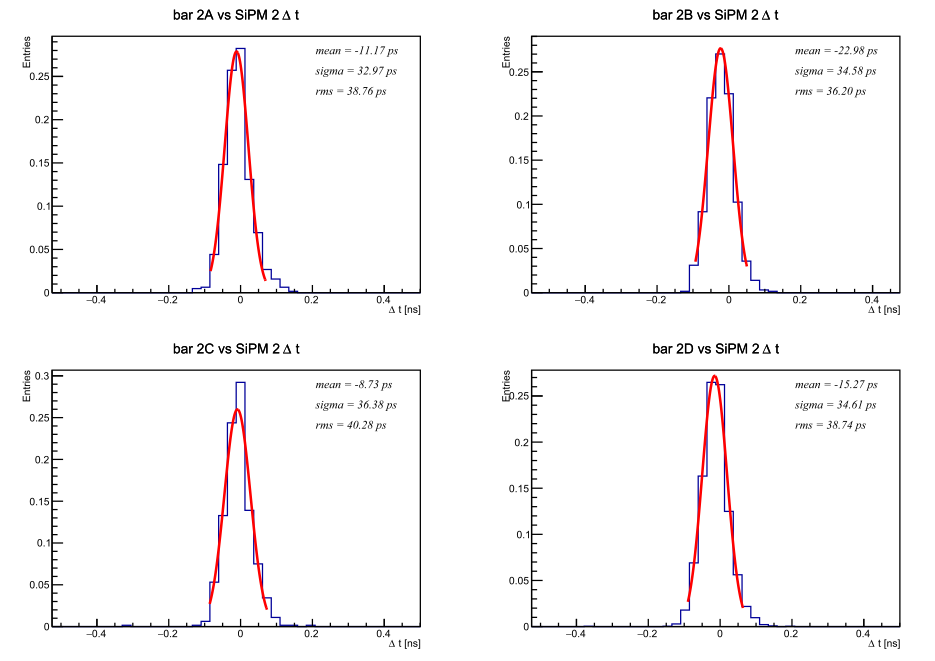 bar 2A vs SiPM 2 Δ t
Entries
mean = -11.17 ps
sigma = 32.97 ps
rms = 38.76 ps
0.25
0.2
0.15
0.1
0.05
0
−0.4
−0.2
0
0.2
0.4
Δ t [ns]
bar 2B vs SiPM 2 Δ t
Entries
mean = -22.98 ps
sigma = 34.58 ps
rms = 36.20 ps
0.25
0.2
0.15
0.1
0.05
0
−0.4
−0.2
0
0.2
0.4
Δ t [ns]
bar 2C vs SiPM 2 Δ t
Entries
mean = -8.73 ps
sigma = 36.38 ps
rms = 40.28 ps
0.3
0.25
0.2
0.15
0.1
0.05
0
−0.4
−0.2
0
0.2
0.4
Δ t [ns]
bar 2D vs SiPM 2 Δ t
Entries
mean = -15.27 ps
sigma = 34.61 ps
rms = 38.74 ps
0.25
0.2
0.15
0.1
0.05
0
−0.4
−0.2
0
0.2
0.4
Δ t [ns]